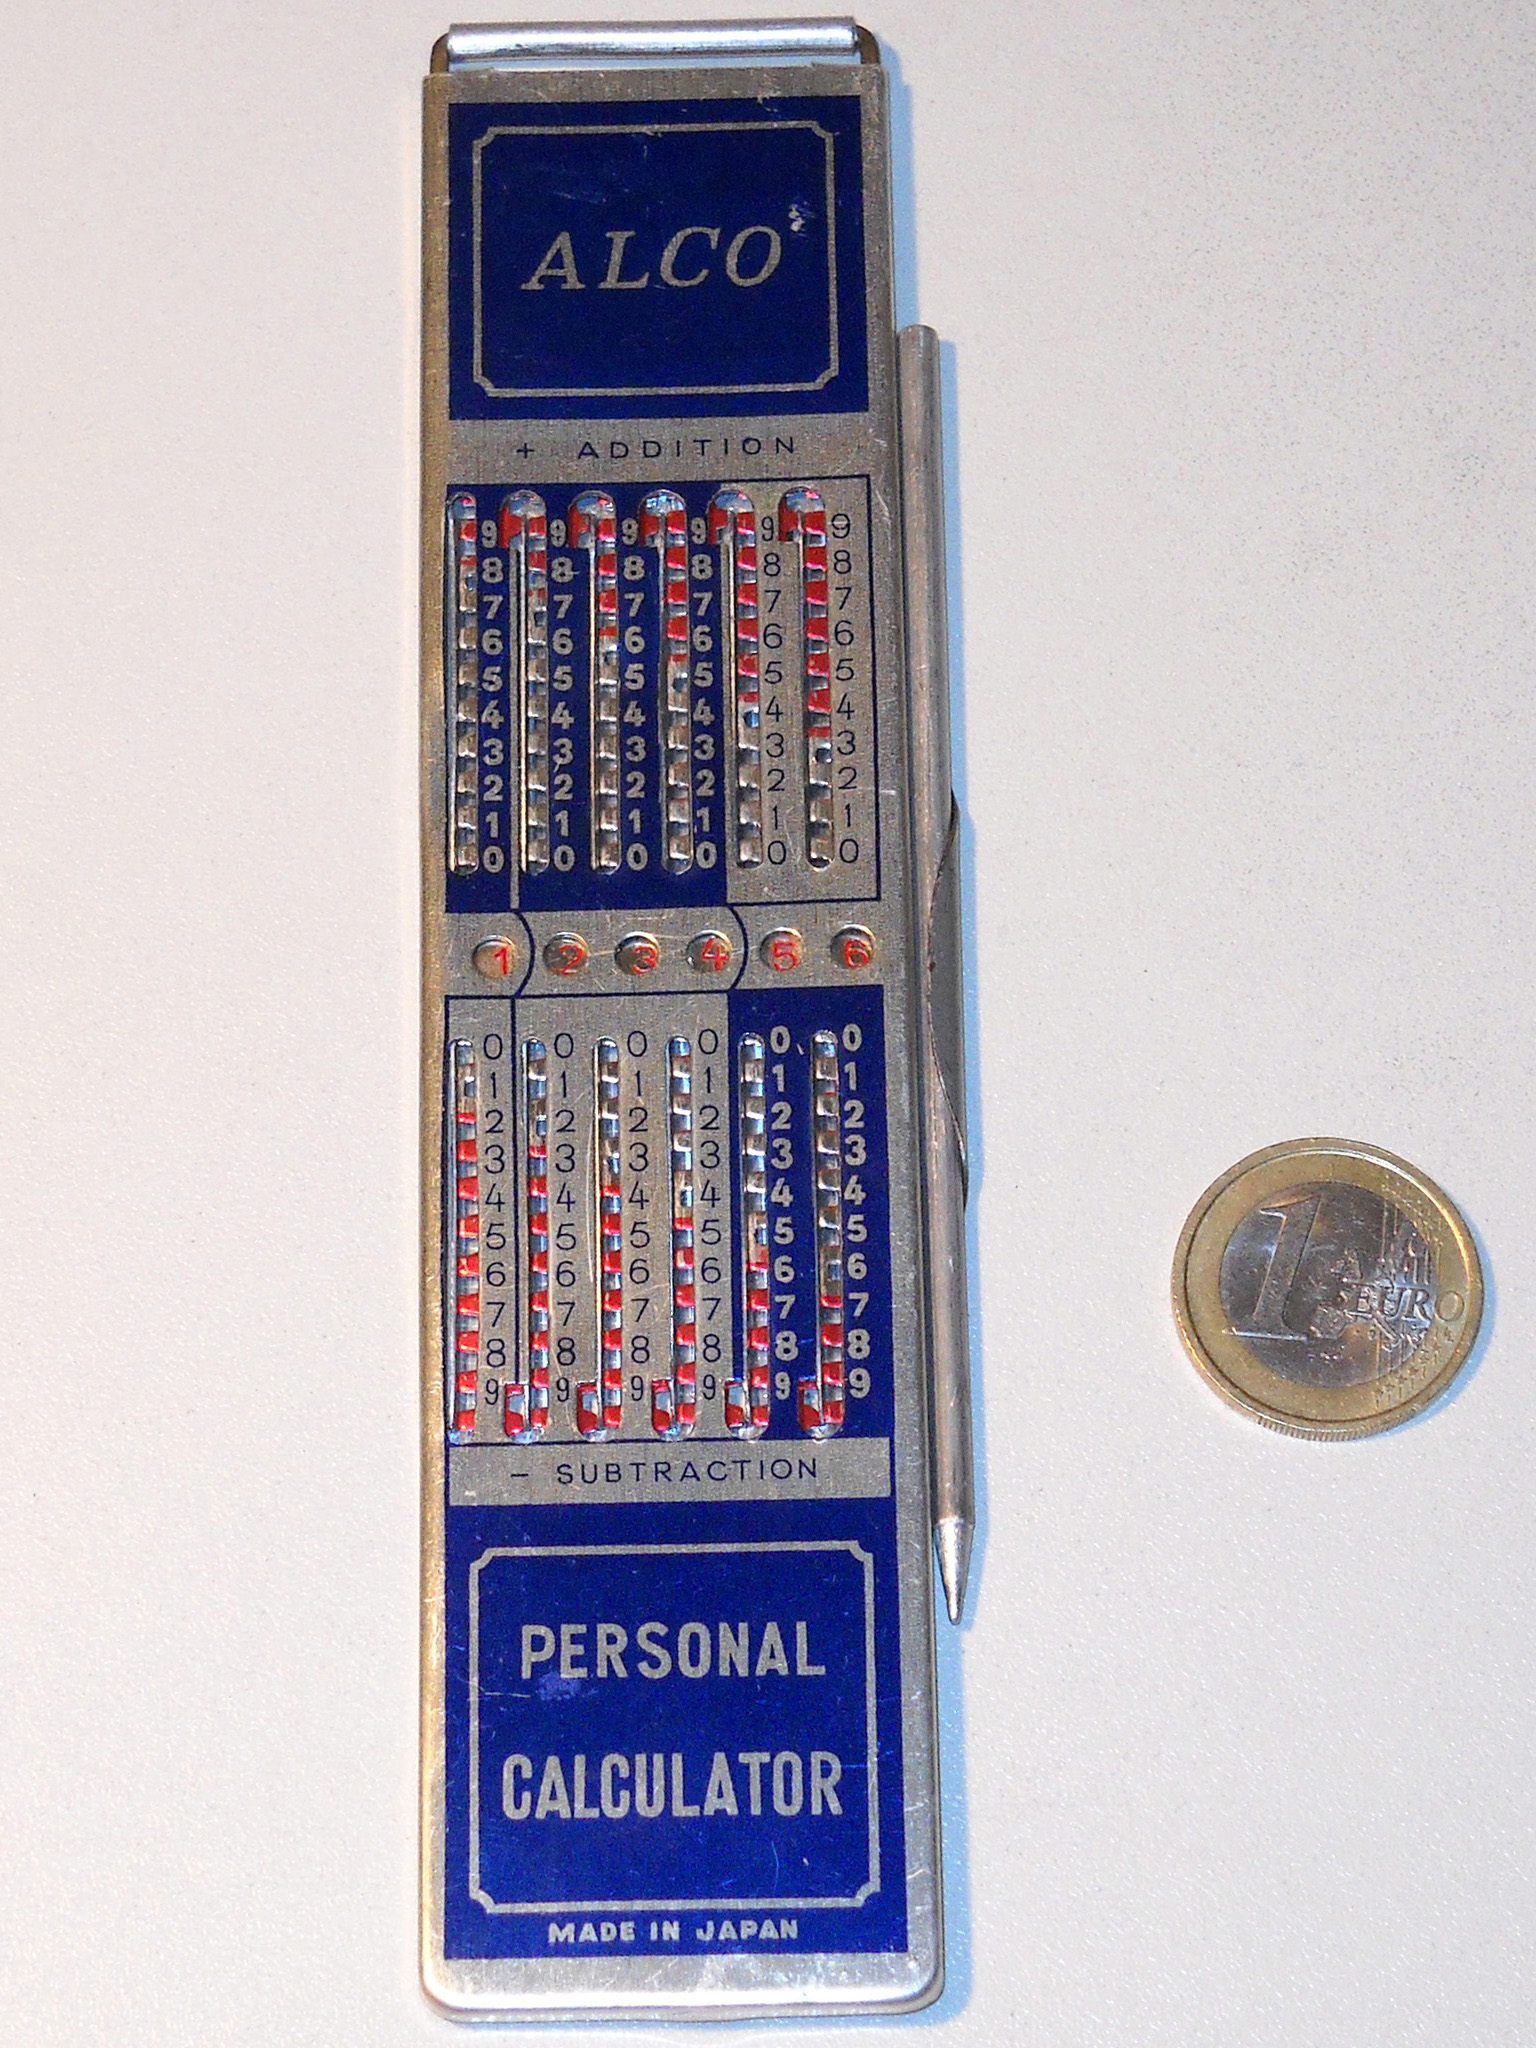 ALCO
+ ADDITION
9 9 9 9 9 9
8 8 8 8 8 8
7 7 7 7 7 7
6 6 6 6 6 6
5 5 5 5 5 5
4 4 4 4 4 4
3 3 3 3 3 3
2 2 2 2 2 2
1 1 1 1 1 1
0 0 0 0 0 0
1 2 3 4 5 6
0 0 0 0 0 0
1 1 1 1 1 1
2 2 2 2 2 2
3 3 3 3 3 3
4 4 4 4 4 4
5 5 5 5 5 5
6 6 6 6 6 6
7 7 7 7 7 7
8 8 8 8 8 8
9 9 9 9 9 9
- SUBTRACTION
PERSONAL
CALCULATOR
MADE IN JAPAN
1 EURO